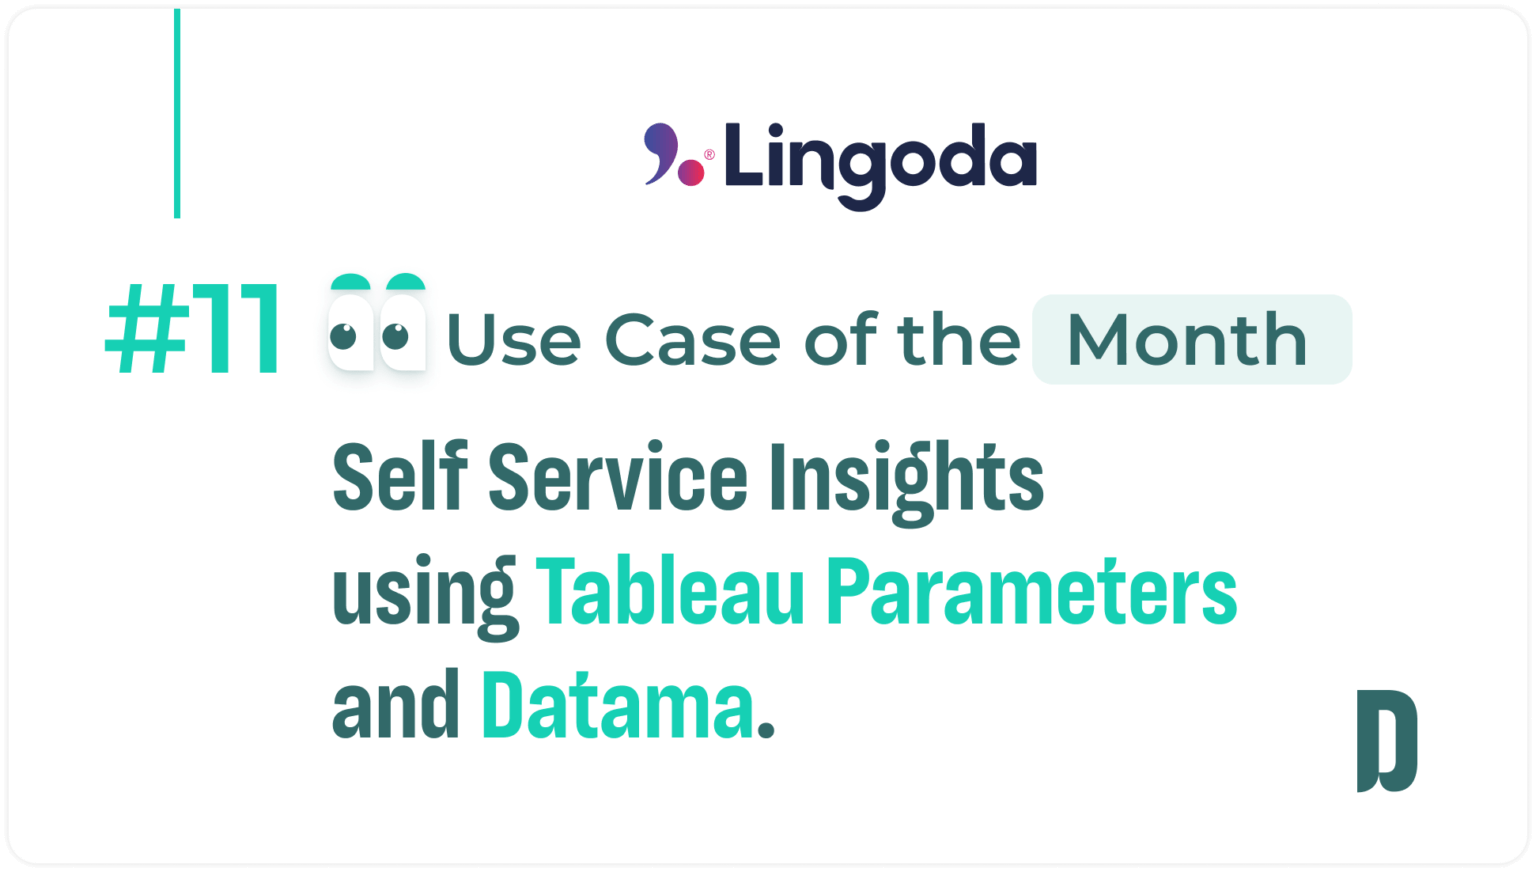 ® Lingoda
#11 Use Case of the Month
Self Service Insights
using Tableau Parameters
and Datama.
D